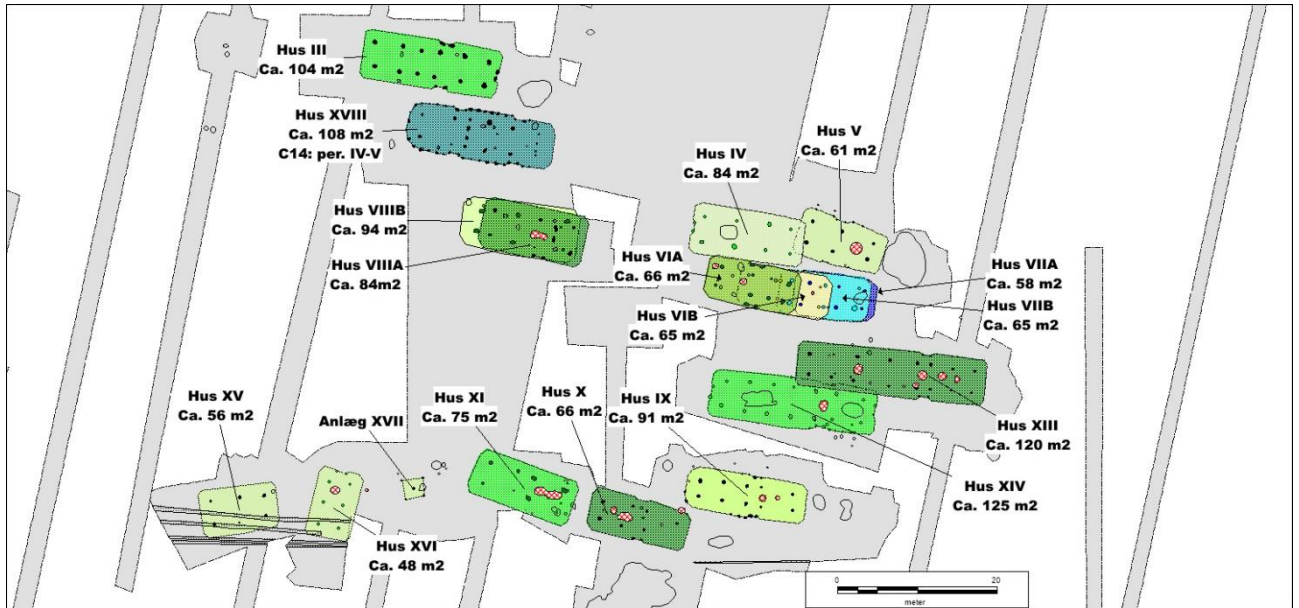 Hus III
Ca. 104 m2
Hus XVIII
Ca. 108 m2
C14: per. IV-V
Hus V
Ca. 61 m2
Hus IV
Ca. 84 m2
Hus VIIIB
Ca. 94 m2
Hus VIIIA
Ca. 84m2
Hus VIA
Ca. 66 m2
Hus VIIA
Ca. 58 m2
Hus VIIB
Ca. 65 m2
Hus VIB
Ca. 65 m2
Hus XV
Ca. 56 m2
Anlæg XVII
Hus XI
Ca. 75 m2
Hus X
Ca. 66 m2
Hus IX
Ca. 91 m2
Hus XIII
Ca. 120 m2
Hus XIV
Ca. 125 m2
Hus XVI
Ca. 48 m2
0 20
meter